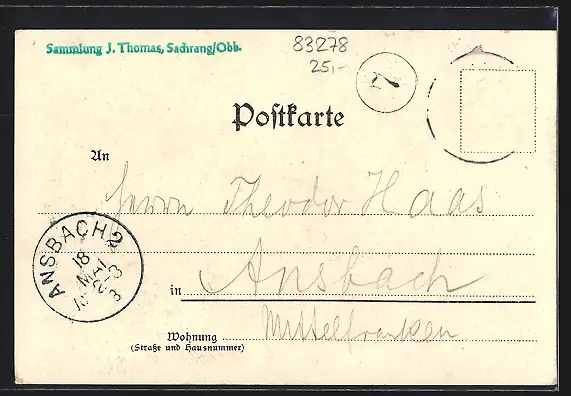 Sammlung J. Thomas, Sachrang/Obb.
83278
25,-
1
Postkarte
An
Herrn Theodor Haas
in Ansbach
Mittelfranken
Wohnung
(Straße und Hausnummer)
ANSBACH 2
18
MAI